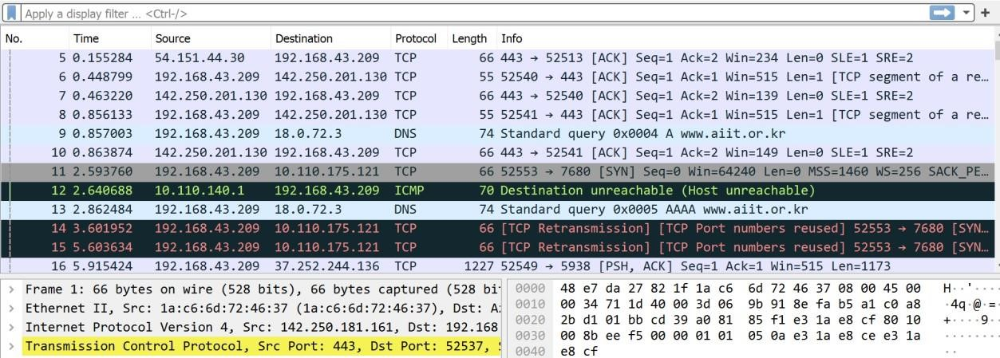 Apply a display filter … <Ctrl-/>
No. Time Source Destination Protocol Length Info
5 0.155284 54.151.44.30 192.168.43.209 TCP 66 443 → 52513 [ACK] Seq=1 Ack=2 Win=234 Len=0 SLE=1 SRE=2
6 0.448799 192.168.43.209 142.250.201.130 TCP 55 52540 → 443 [ACK] Seq=1 Ack=1 Win=515 Len=1 [TCP segment of a re…
7 0.463220 142.250.201.130 192.168.43.209 TCP 66 443 → 52540 [ACK] Seq=1 Ack=2 Win=139 Len=0 SLE=1 SRE=2
8 0.856133 192.168.43.209 142.250.201.130 TCP 55 52541 → 443 [ACK] Seq=1 Ack=1 Win=515 Len=1 [TCP segment of a re…
9 0.857003 192.168.43.209 18.0.72.3 DNS 74 Standard query 0x0004 A www.aiit.or.kr
10 0.863874 142.250.201.130 192.168.43.209 TCP 66 443 → 52541 [ACK] Seq=1 Ack=2 Win=149 Len=0 SLE=1 SRE=2
11 2.593760 192.168.43.209 10.110.175.121 TCP 66 52553 → 7680 [SYN] Seq=0 Win=64240 Len=0 MSS=1460 WS=256 SACK_PE…
12 2.640688 10.110.140.1 192.168.43.209 ICMP 70 Destination unreachable (Host unreachable)
13 2.862484 192.168.43.209 18.0.72.3 DNS 74 Standard query 0x0005 AAAA www.aiit.or.kr
14 3.601952 192.168.43.209 10.110.175.121 TCP 66 [TCP Retransmission] [TCP Port numbers reused] 52553 → 7680 [SYN…
15 5.603634 192.168.43.209 10.110.175.121 TCP 66 [TCP Retransmission] [TCP Port numbers reused] 52553 → 7680 [SYN…
16 5.915424 192.168.43.209 37.252.244.136 TCP 1227 52549 → 5938 [PSH, ACK] Seq=1 Ack=1 Win=515 Len=1173
Frame 1: 66 bytes on wire (528 bits), 66 bytes captured (528 bi
Ethernet II, Src: 1a:c6:6d:72:46:37 (1a:c6:6d:72:46:37), Dst: A
Internet Protocol Version 4, Src: 142.250.181.161, Dst: 192.168
Transmission Control Protocol, Src Port: 443, Dst Port: 52537,
0000 48 e7 da 27 82 1f 1a c6 6d 72 46 37 08 00 45 00 H··'····
0010 00 34 71 1d 40 00 3d 06 9b 91 8e fa b5 a1 c0 a8 ·4q·@·=·
0020 2b d1 01 bb cd 39 a0 81 85 f1 e3 1a e8 cf 80 10 +····9··
0030 00 8b ee f5 00 00 01 01 05 0a e3 1a e8 ce e3 1a ········
0040 e8 cf ··